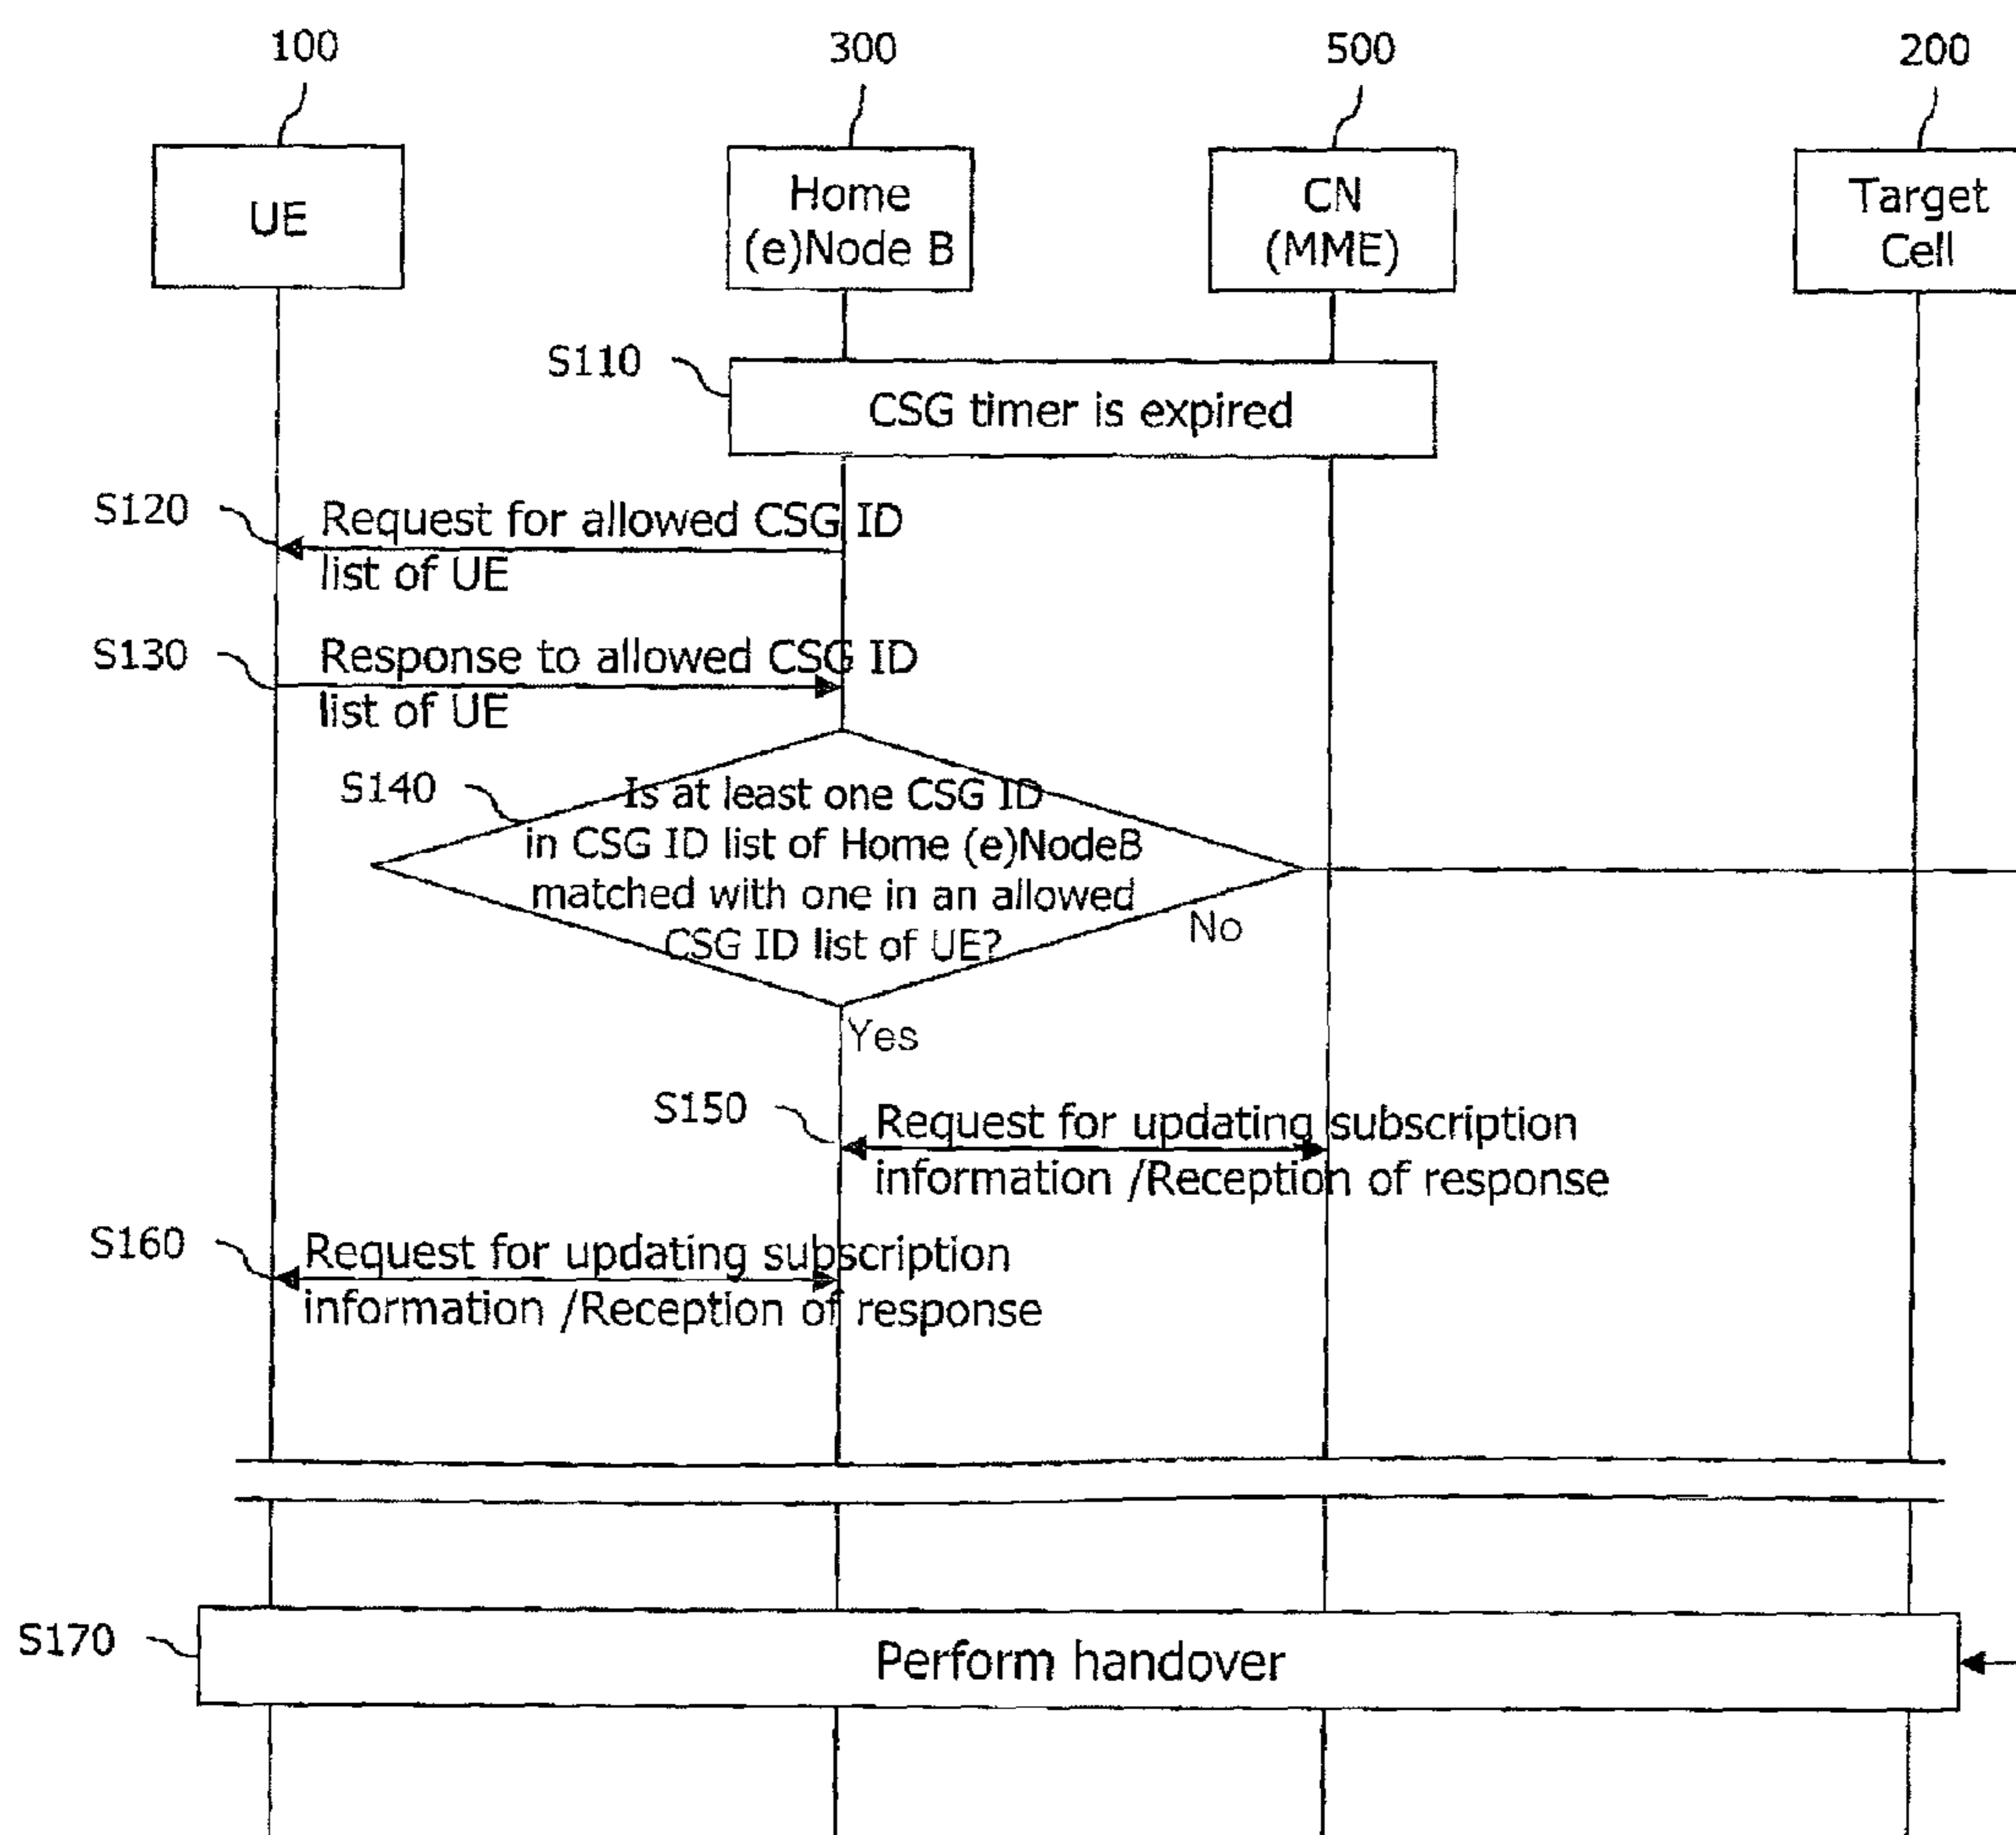 100
300
500
200
UE
Home
(e)Node B
CN
(MME)
Target
Cell
S110
CSG timer is expired
S120
Request for allowed CSG ID
list of UE
S130
Response to allowed CSG ID
list of UE
S140
Is at least one CSG ID
in CSG ID list of Home (e)NodeB
matched with one in an allowed
CSG ID list of UE?
No
Yes
S150
Request for updating subscription
information /Reception of response
S160
Request for updating subscription
information /Reception of response
S170
Perform handover